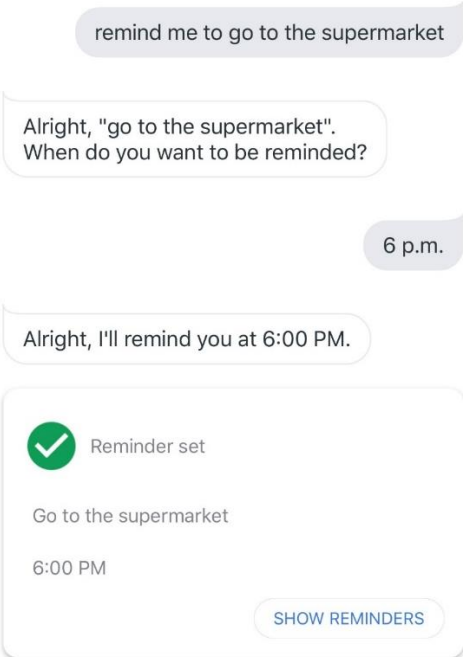 remind me to go to the supermarket
Alright, "go to the supermarket".
When do you want to be reminded?
6 p.m.
Alright, I'll remind you at 6:00 PM.
Reminder set
Go to the supermarket
6:00 PM
SHOW REMINDERS